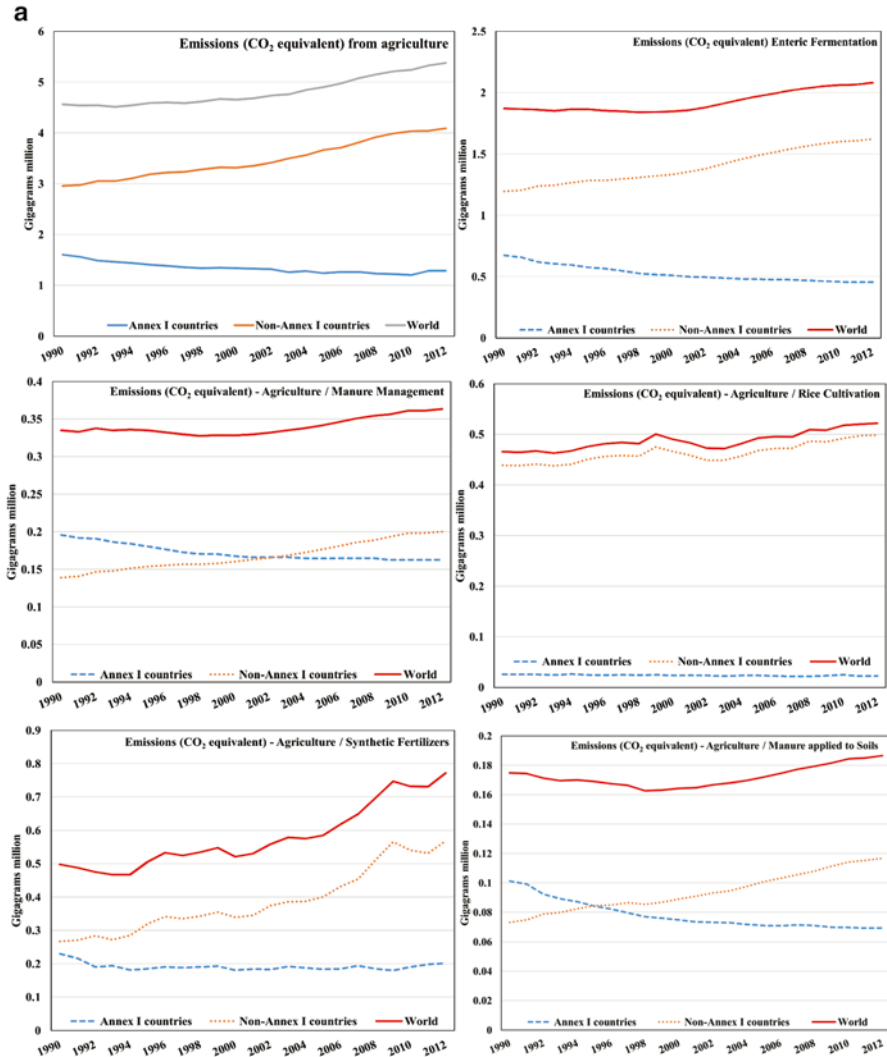 a
Emissions (CO₂ equivalent) from agriculture
Gigagrams million
6
5
4
3
2
1
0
Annex I countries Non-Annex I countries World
1990 1992 1994 1996 1998 2000 2002 2004 2006 2008 2010 2012
Emissions (CO₂ equivalent) Enteric Fermentation
Gigagrams million
2.5
2
1.5
1
0.5
0
Annex I countries Non-Annex I countries World
1990 1992 1994 1996 1998 2000 2002 2004 2006 2008 2010 2012
Emissions (CO₂ equivalent) - Agriculture / Manure Management
Gigagrams million
0.4
0.35
0.3
0.25
0.2
0.15
0.1
0.05
0
Annex I countries Non-Annex I countries World
1990 1992 1994 1996 1998 2000 2002 2004 2006 2008 2010 2012
Emissions (CO₂ equivalent) - Agriculture / Rice Cultivation
Gigagrams million
0.6
0.5
0.4
0.3
0.2
0.1
0
Annex I countries Non-Annex I countries World
1990 1992 1994 1996 1998 2000 2002 2004 2006 2008 2010 2012
Emissions (CO₂ equivalent) - Agriculture / Synthetic Fertilizers
Gigagrams million
0.9
0.8
0.7
0.6
0.5
0.4
0.3
0.2
0.1
0
Annex I countries Non-Annex I countries World
1990 1992 1994 1996 1998 2000 2002 2004 2006 2008 2010 2012
Emissions (CO₂ equivalent) - Agriculture / Manure applied to Soils
Gigagrams million
0.2
0.18
0.16
0.14
0.12
0.1
0.08
0.06
0.04
0.02
0
Annex I countries Non-Annex I countries World
1990 1992 1994 1996 1998 2000 2002 2004 2006 2008 2010 2012